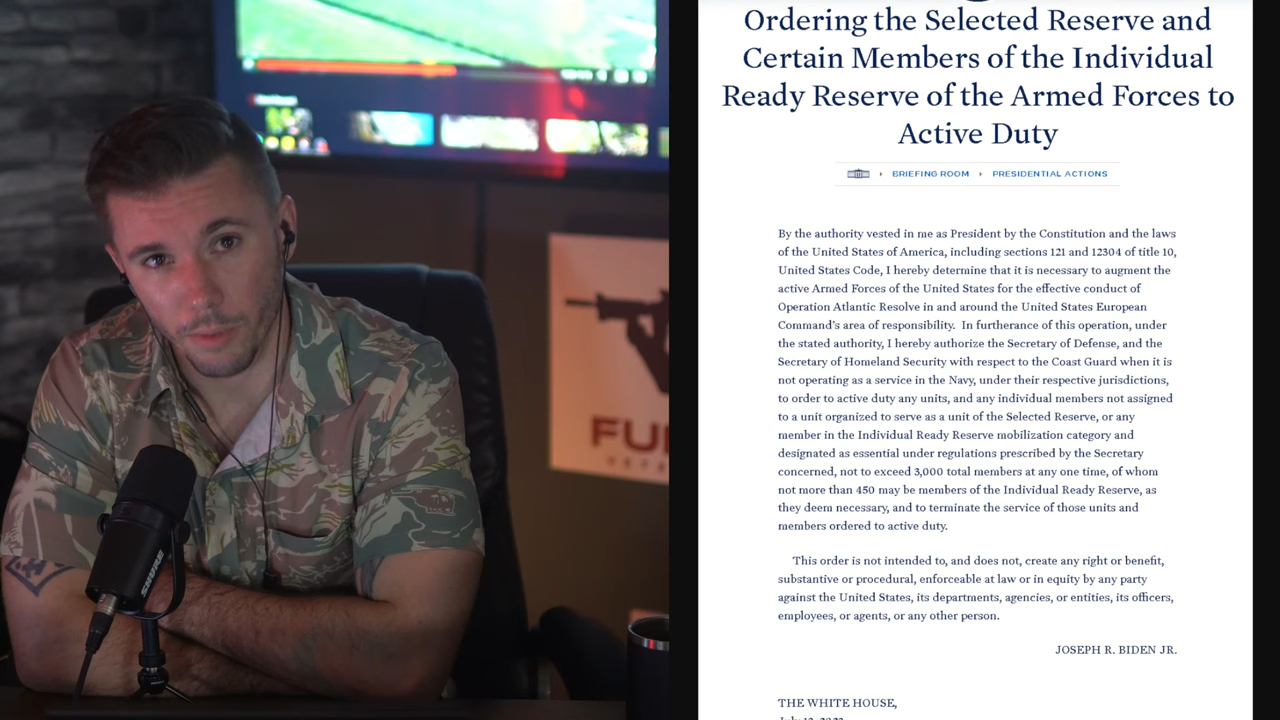 Ordering the Selected Reserve and
Certain Members of the Individual
Ready Reserve of the Armed Forces to
Active Duty
BRIEFING ROOM
PRESIDENTIAL ACTIONS
By the authority vested in me as President by the Constitution and the laws
of the United States of America, including sections 121 and 12304 of title 10,
United States Code, I hereby determine that it is necessary to augment the
active Armed Forces of the United States for the effective conduct of
Operation Atlantic Resolve in and around the United States European
Command's area of responsibility.  In furtherance of this operation, under
the stated authority, I hereby authorize the Secretary of Defense, and the
Secretary of Homeland Security with respect to the Coast Guard when it is
not operating as a service in the Navy, under their respective jurisdictions,
to order to active duty any units, and any individual members not assigned
to a unit organized to serve as a unit of the Selected Reserve, or any
member in the Individual Ready Reserve mobilization category and
designated as essential under regulations prescribed by the Secretary
concerned, not to exceed 3,000 total members at any one time, of whom
not more than 450 may be members of the Individual Ready Reserve, as
they deem necessary, and to terminate the service of those units and
members ordered to active duty.
This order is not intended to, and does not, create any right or benefit,
substantive or procedural, enforceable at law or in equity by any party
against the United States, its departments, agencies, or entities, its officers,
employees, or agents, or any other person.
JOSEPH R. BIDEN JR.
THE WHITE HOUSE,
SHURE
FU